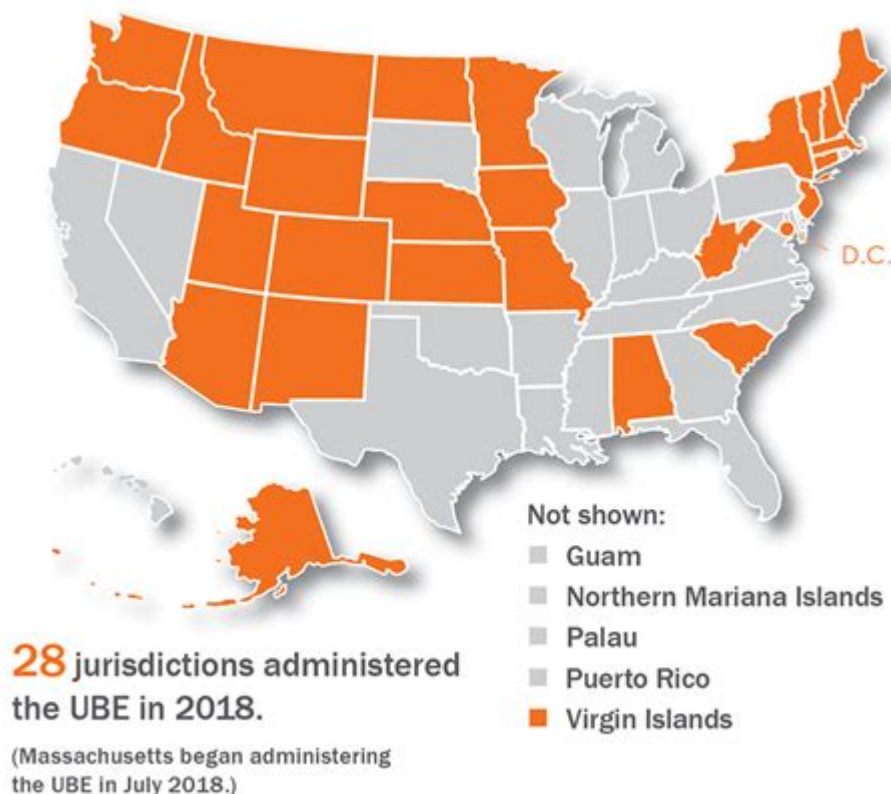 D.C.
Not shown:
Guam
Northern Mariana Islands
Palau
Puerto Rico
Virgin Islands
28 jurisdictions administered
the UBE in 2018.
(Massachusetts began administering
the UBE in July 2018.)